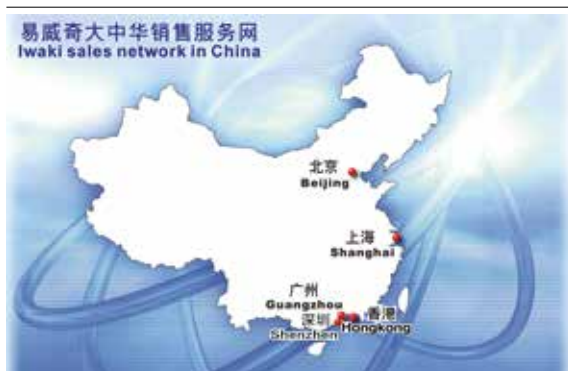 易威奇大中华销售服务网
Iwaki sales network in China
北京
Beijing
上海
Shanghai
广州
Guangzhou
深圳
Shenzhen
香港
Hongkong